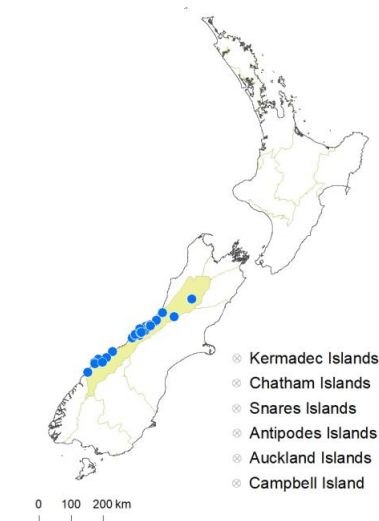 Kermadec Islands
Chatham Islands
Snares Islands
Antipodes Islands
Auckland Islands
Campbell Island
0 100 200 km